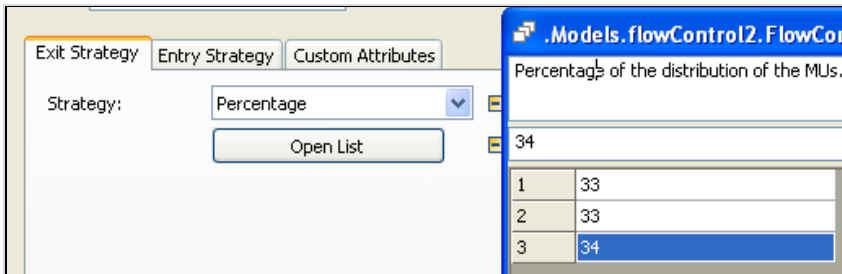 Exit Strategy Entry Strategy Custom Attributes
Strategy: Percentage
Open List
.Models.flowControl2.FlowCon
Percentage of the distribution of the MUs.
34
1 33
2 33
3 34